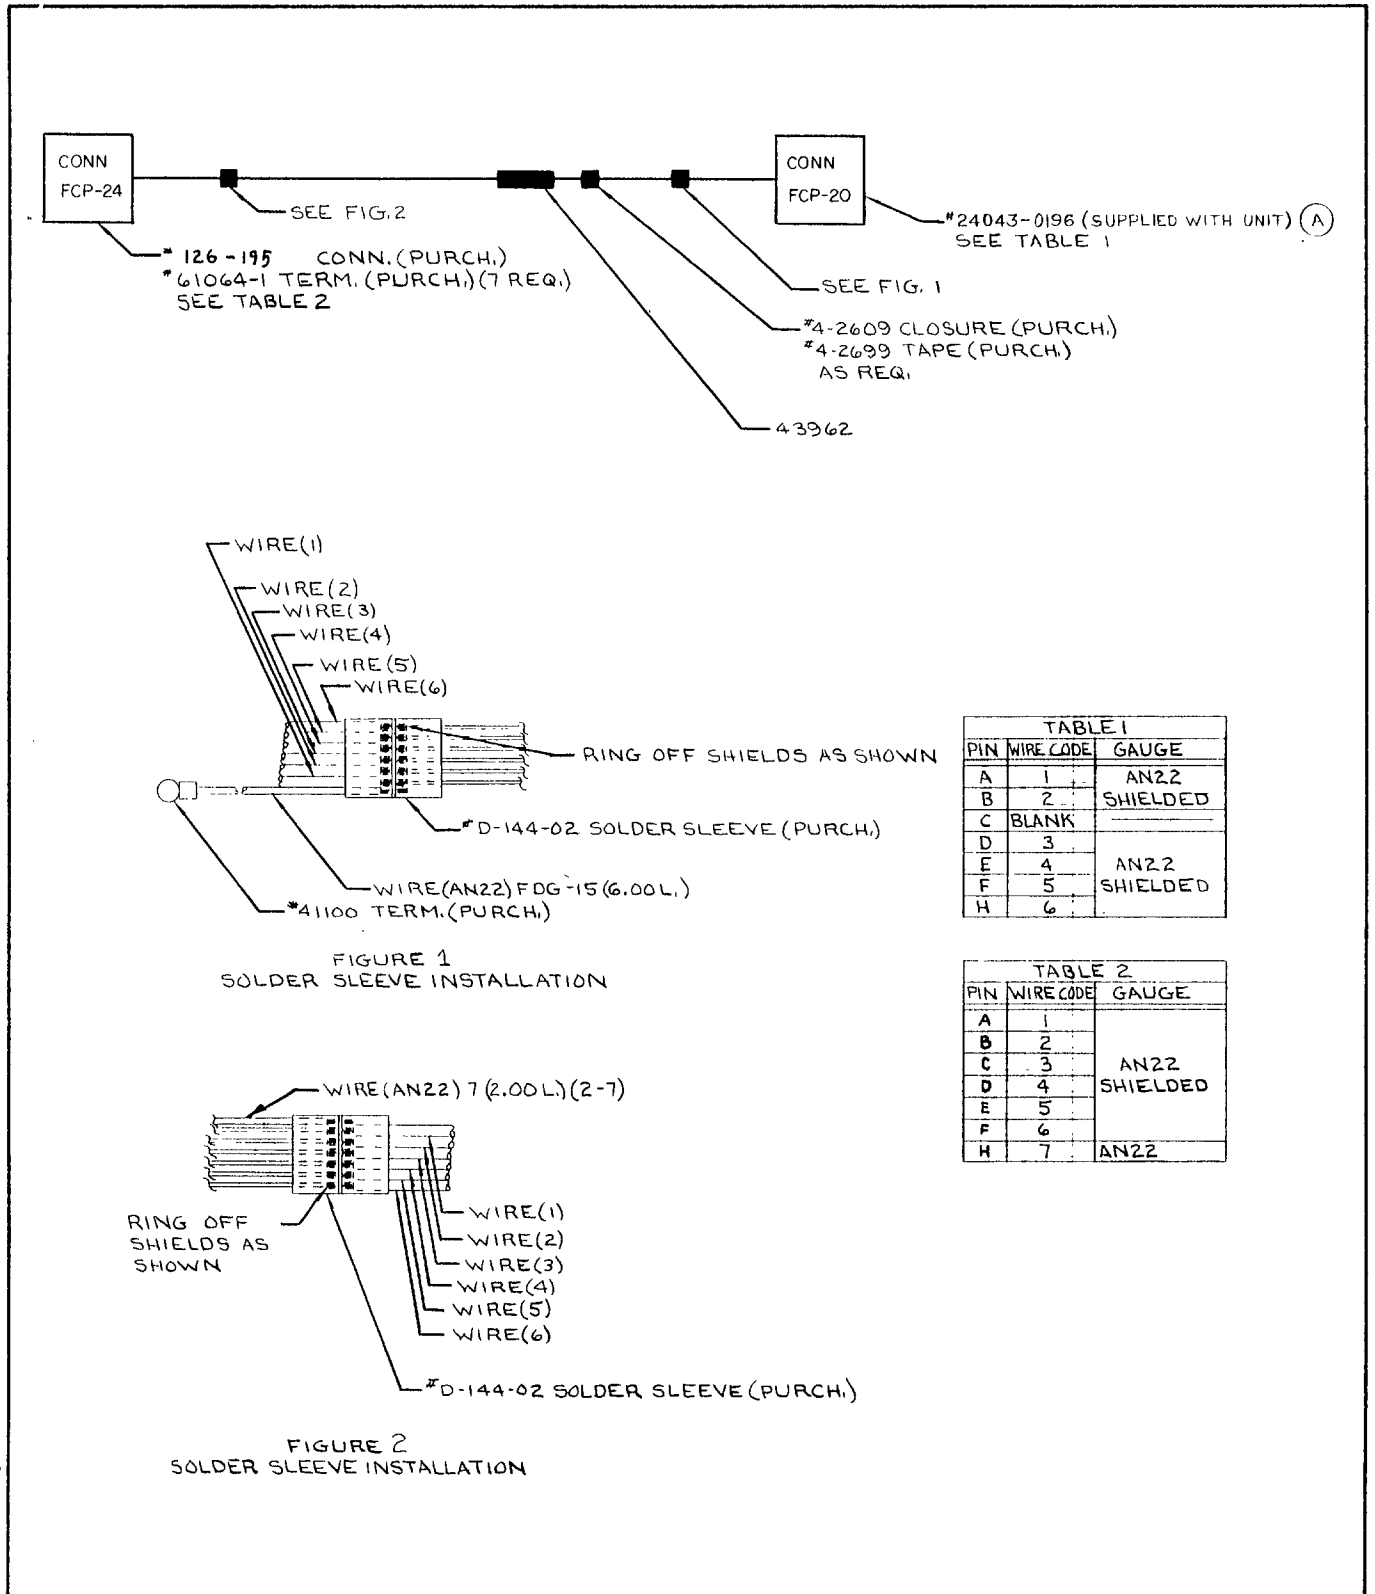 CONN
FCP-24
CONN
FCP-20
SEE FIG. 2
#24043-0196 (SUPPLIED WITH UNIT) A
SEE TABLE 1
#126-195 CONN. (PURCH.)
#61064-1 TERM. (PURCH.) (7 REQ.)
SEE TABLE 2
SEE FIG. 1
#4-2609 CLOSURE (PURCH.)
#4-2699 TAPE (PURCH.)
AS REQ.
43962
WIRE(1)
WIRE(2)
WIRE(3)
WIRE(4)
WIRE(5)
WIRE(6)
RING OFF SHIELDS AS SHOWN
#D-144-02 SOLDER SLEEVE (PURCH.)
WIRE(AN22) FDG-15 (6.00 L.)
#41100 TERM. (PURCH.)
FIGURE 1
SOLDER SLEEVE INSTALLATION
TABLE 1
PIN WIRE CODE GAUGE
A 1 AN22
B 2 SHIELDED
C BLANK
D 3
E 4 AN22
F 5 SHIELDED
H 6
TABLE 2
PIN WIRE CODE GAUGE
A 1
B 2
C 3 AN22
D 4 SHIELDED
E 5
F 6
H 7 AN22
WIRE(AN22) 7 (2.00 L.) (2-7)
RING OFF
SHIELDS AS
SHOWN
WIRE(1)
WIRE(2)
WIRE(3)
WIRE(4)
WIRE(5)
WIRE(6)
#D-144-02 SOLDER SLEEVE (PURCH.)
FIGURE 2
SOLDER SLEEVE INSTALLATION